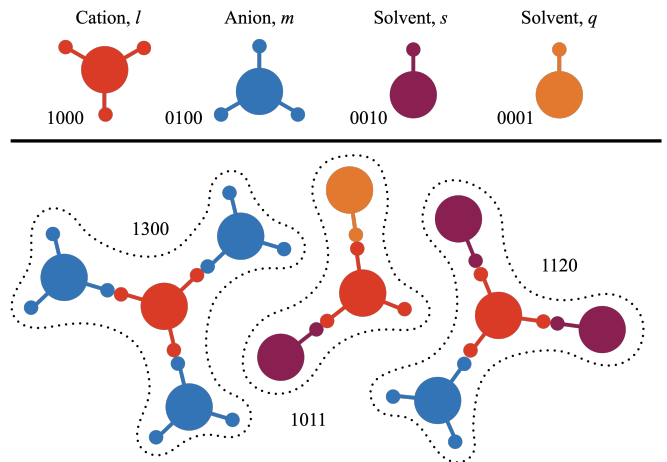 Cation, l
Anion, m
Solvent, s
Solvent, q
1000
0100
0010
0001
1300
1011
1120